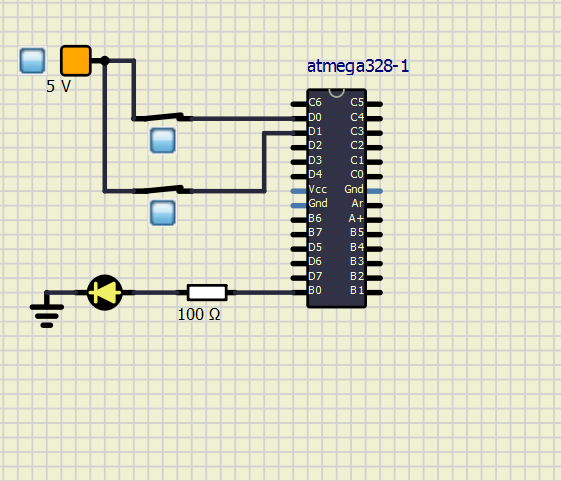 atmega328-1
5 V
C6 C5
D0 C4
D1 C3
D2 C2
D3 C1
D4 C0
Vcc Gnd
Gnd Ar
B6 A+
B7 B5
D5 B4
D6 B3
D7 B2
B0 B1
100 Ω